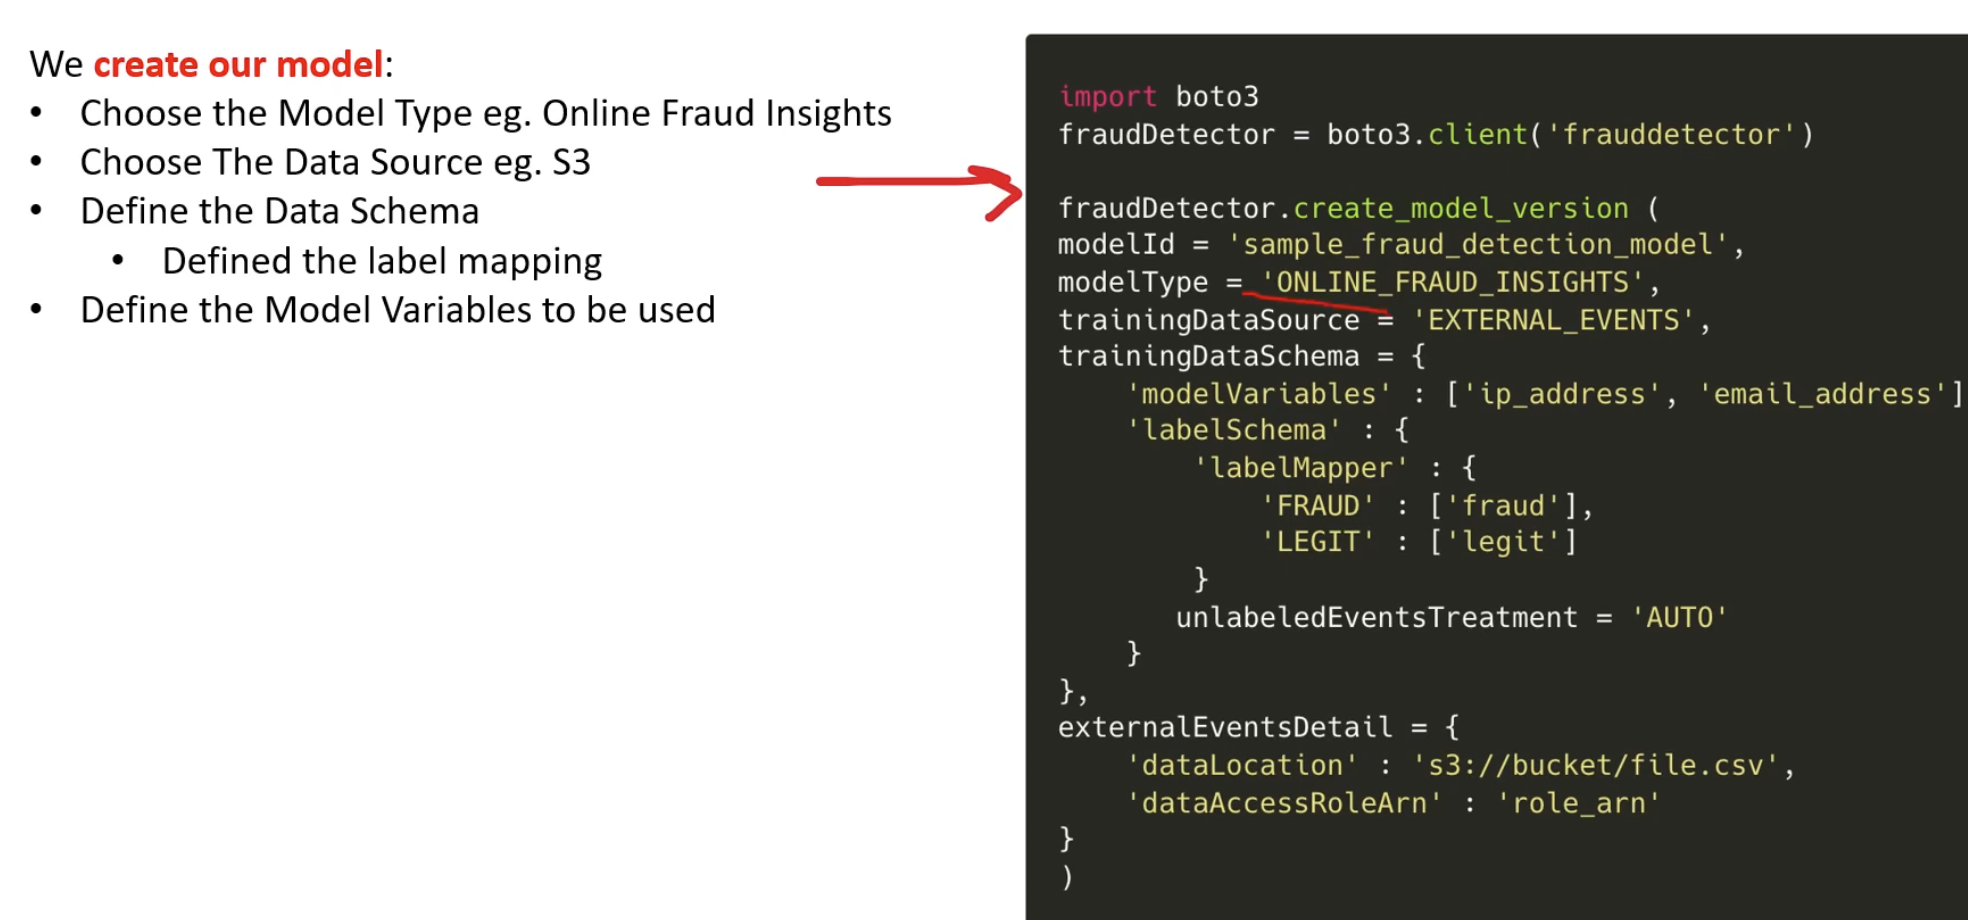 We create our model:
• Choose the Model Type eg. Online Fraud Insights
• Choose The Data Source eg. S3
• Define the Data Schema
• Defined the label mapping
• Define the Model Variables to be used
import boto3
fraudDetector = boto3.client('frauddetector')
fraudDetector.create_model_version (
modelId = 'sample_fraud_detection_model',
modelType = 'ONLINE_FRAUD_INSIGHTS',
trainingDataSource = 'EXTERNAL_EVENTS',
trainingDataSchema = {
'modelVariables' : ['ip_address', 'email_address']
'labelSchema' : {
'labelMapper' : {
'FRAUD' : ['fraud'],
'LEGIT' : ['legit']
}
unlabeledEventsTreatment = 'AUTO'
}
},
externalEventsDetail = {
'dataLocation' : 's3://bucket/file.csv',
'dataAccessRoleArn' : 'role_arn'
}
)